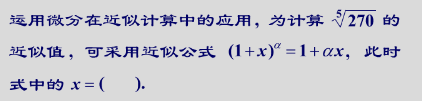 运用微分在近似计算中的应用，为计算 ⁵√270 的
近似值，可采用近似公式 (1+x)^α = 1+αx，此时
式中的 x = (    ).